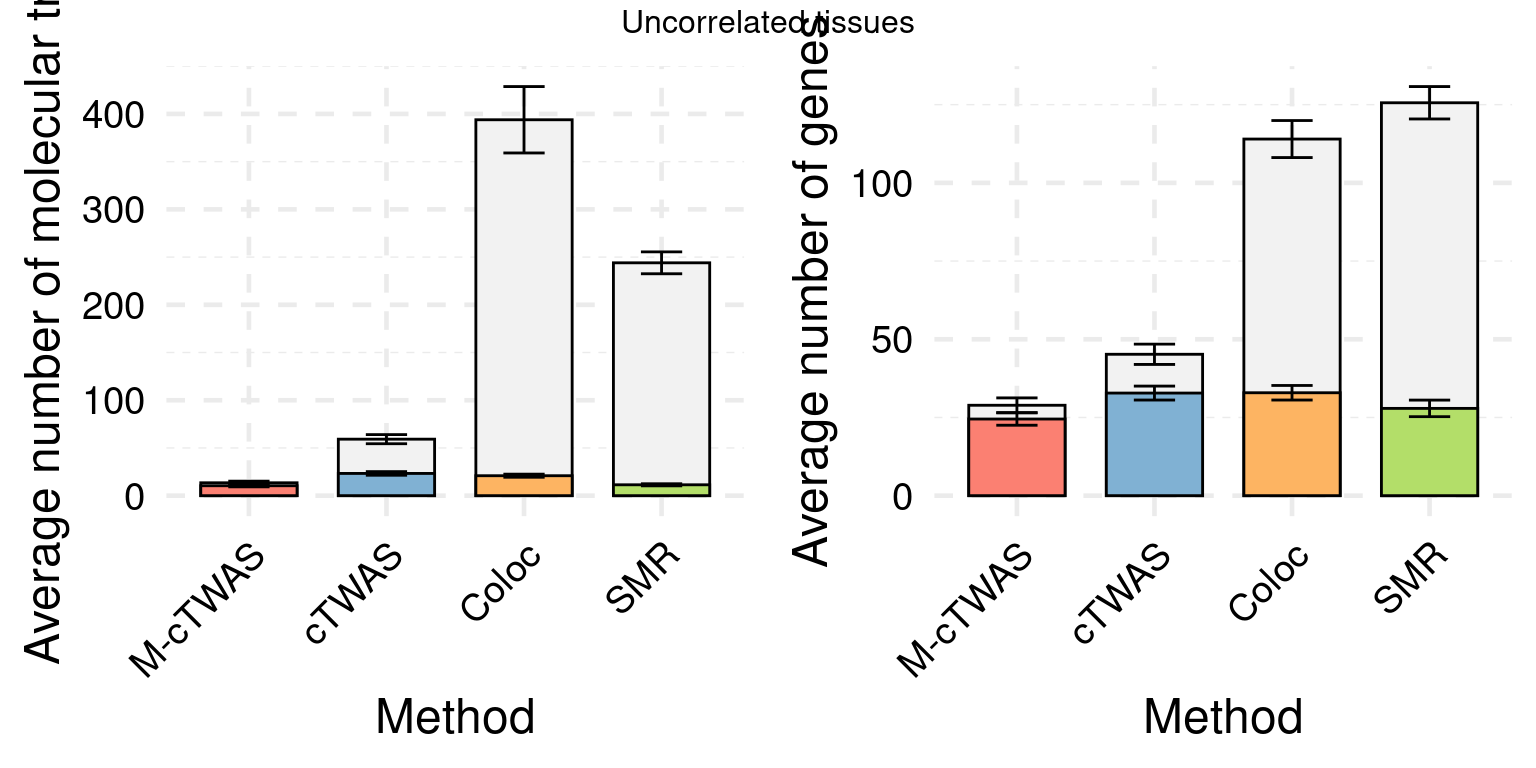 Uncorrelated tissues
Average number of molecular
400
300
200
100
0
M-cTWAS
cTWAS
Coloc
SMR
Method
Average number of genes
100
50
0
M-cTWAS
cTWAS
Coloc
SMR
Method